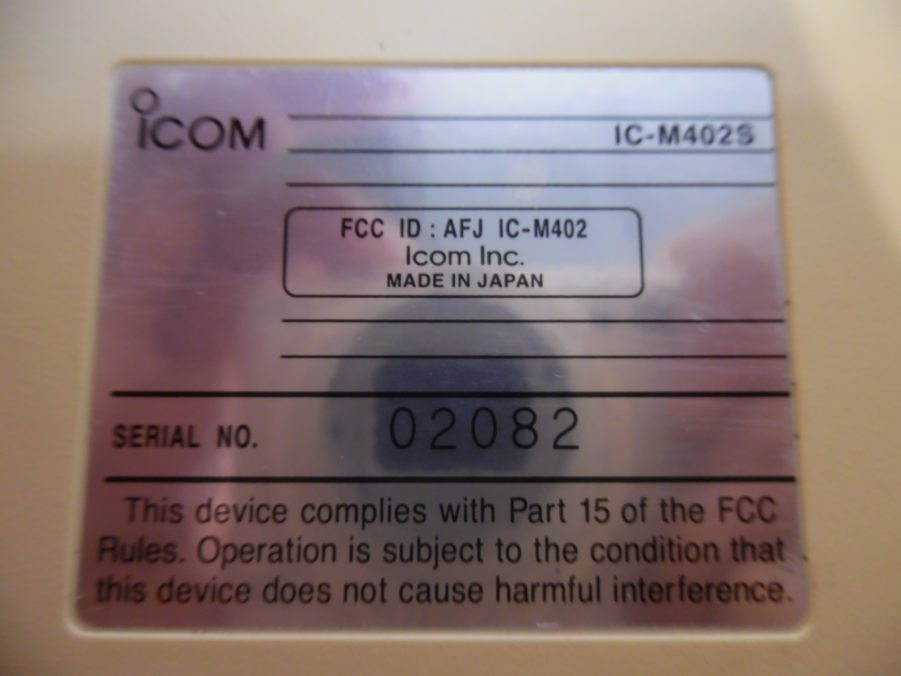 iCOM
IC-M402S
FCC ID : AFJ IC-M402
Icom Inc.
MADE IN JAPAN
SERIAL NO. 02082
This device complies with Part 15 of the FCC
Rules. Operation is subject to the condition that
this device does not cause harmful interference.